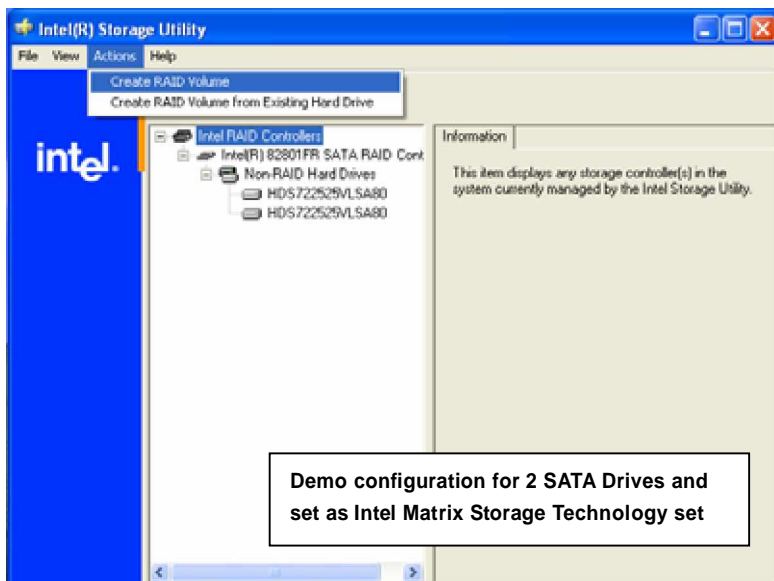 Intel(R) Storage Utility
File View Actions Help
Create RAID Volume
Create RAID Volume from Existing Hard Drive
intel.
Intel RAID Controllers
Intel(R) 82801FR SATA RAID Cont
Non-RAID Hard Drives
HDS722525VLSA80
HDS722525VLSA80
Information
This item displays any storage controller(s) in the
system currently managed by the Intel Storage Utility.
Demo configuration for 2 SATA Drives and
set as Intel Matrix Storage Technology set